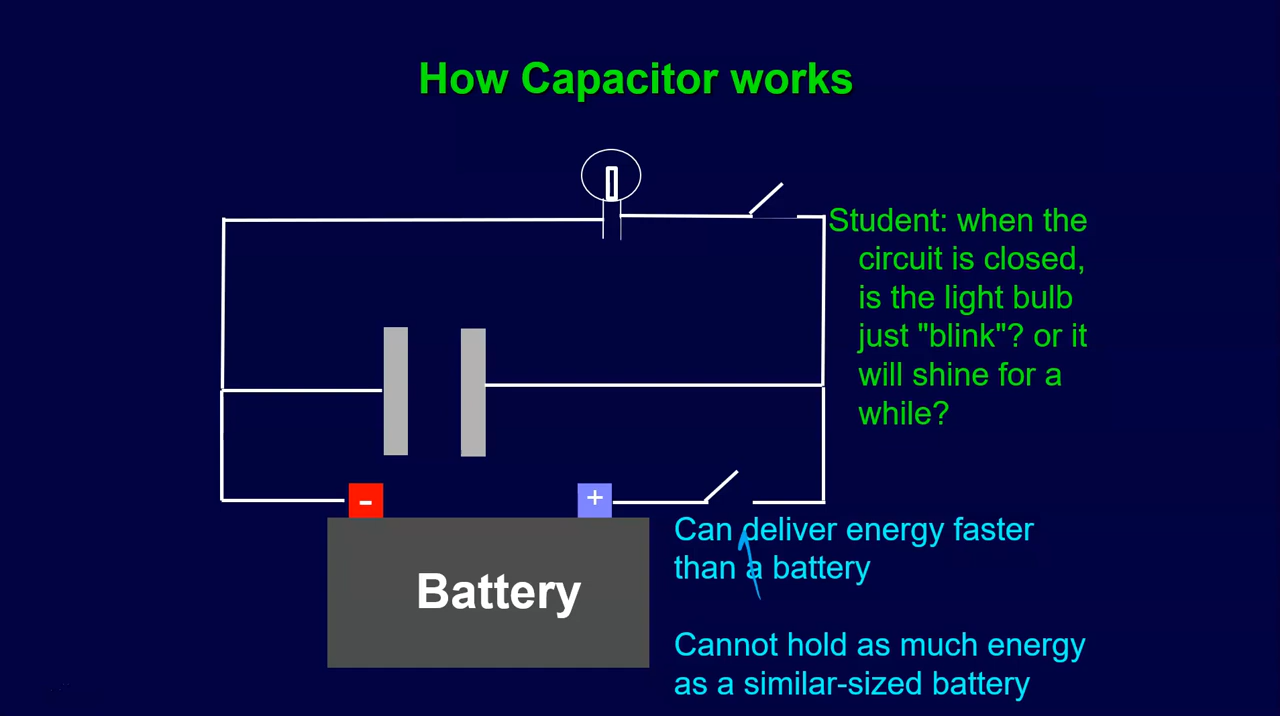 How Capacitor works
Student: when the
circuit is closed,
is the light bulb
just "blink"? or it
will shine for a
while?
- +
Battery
Can deliver energy faster
than a battery
Cannot hold as much energy
as a similar-sized battery